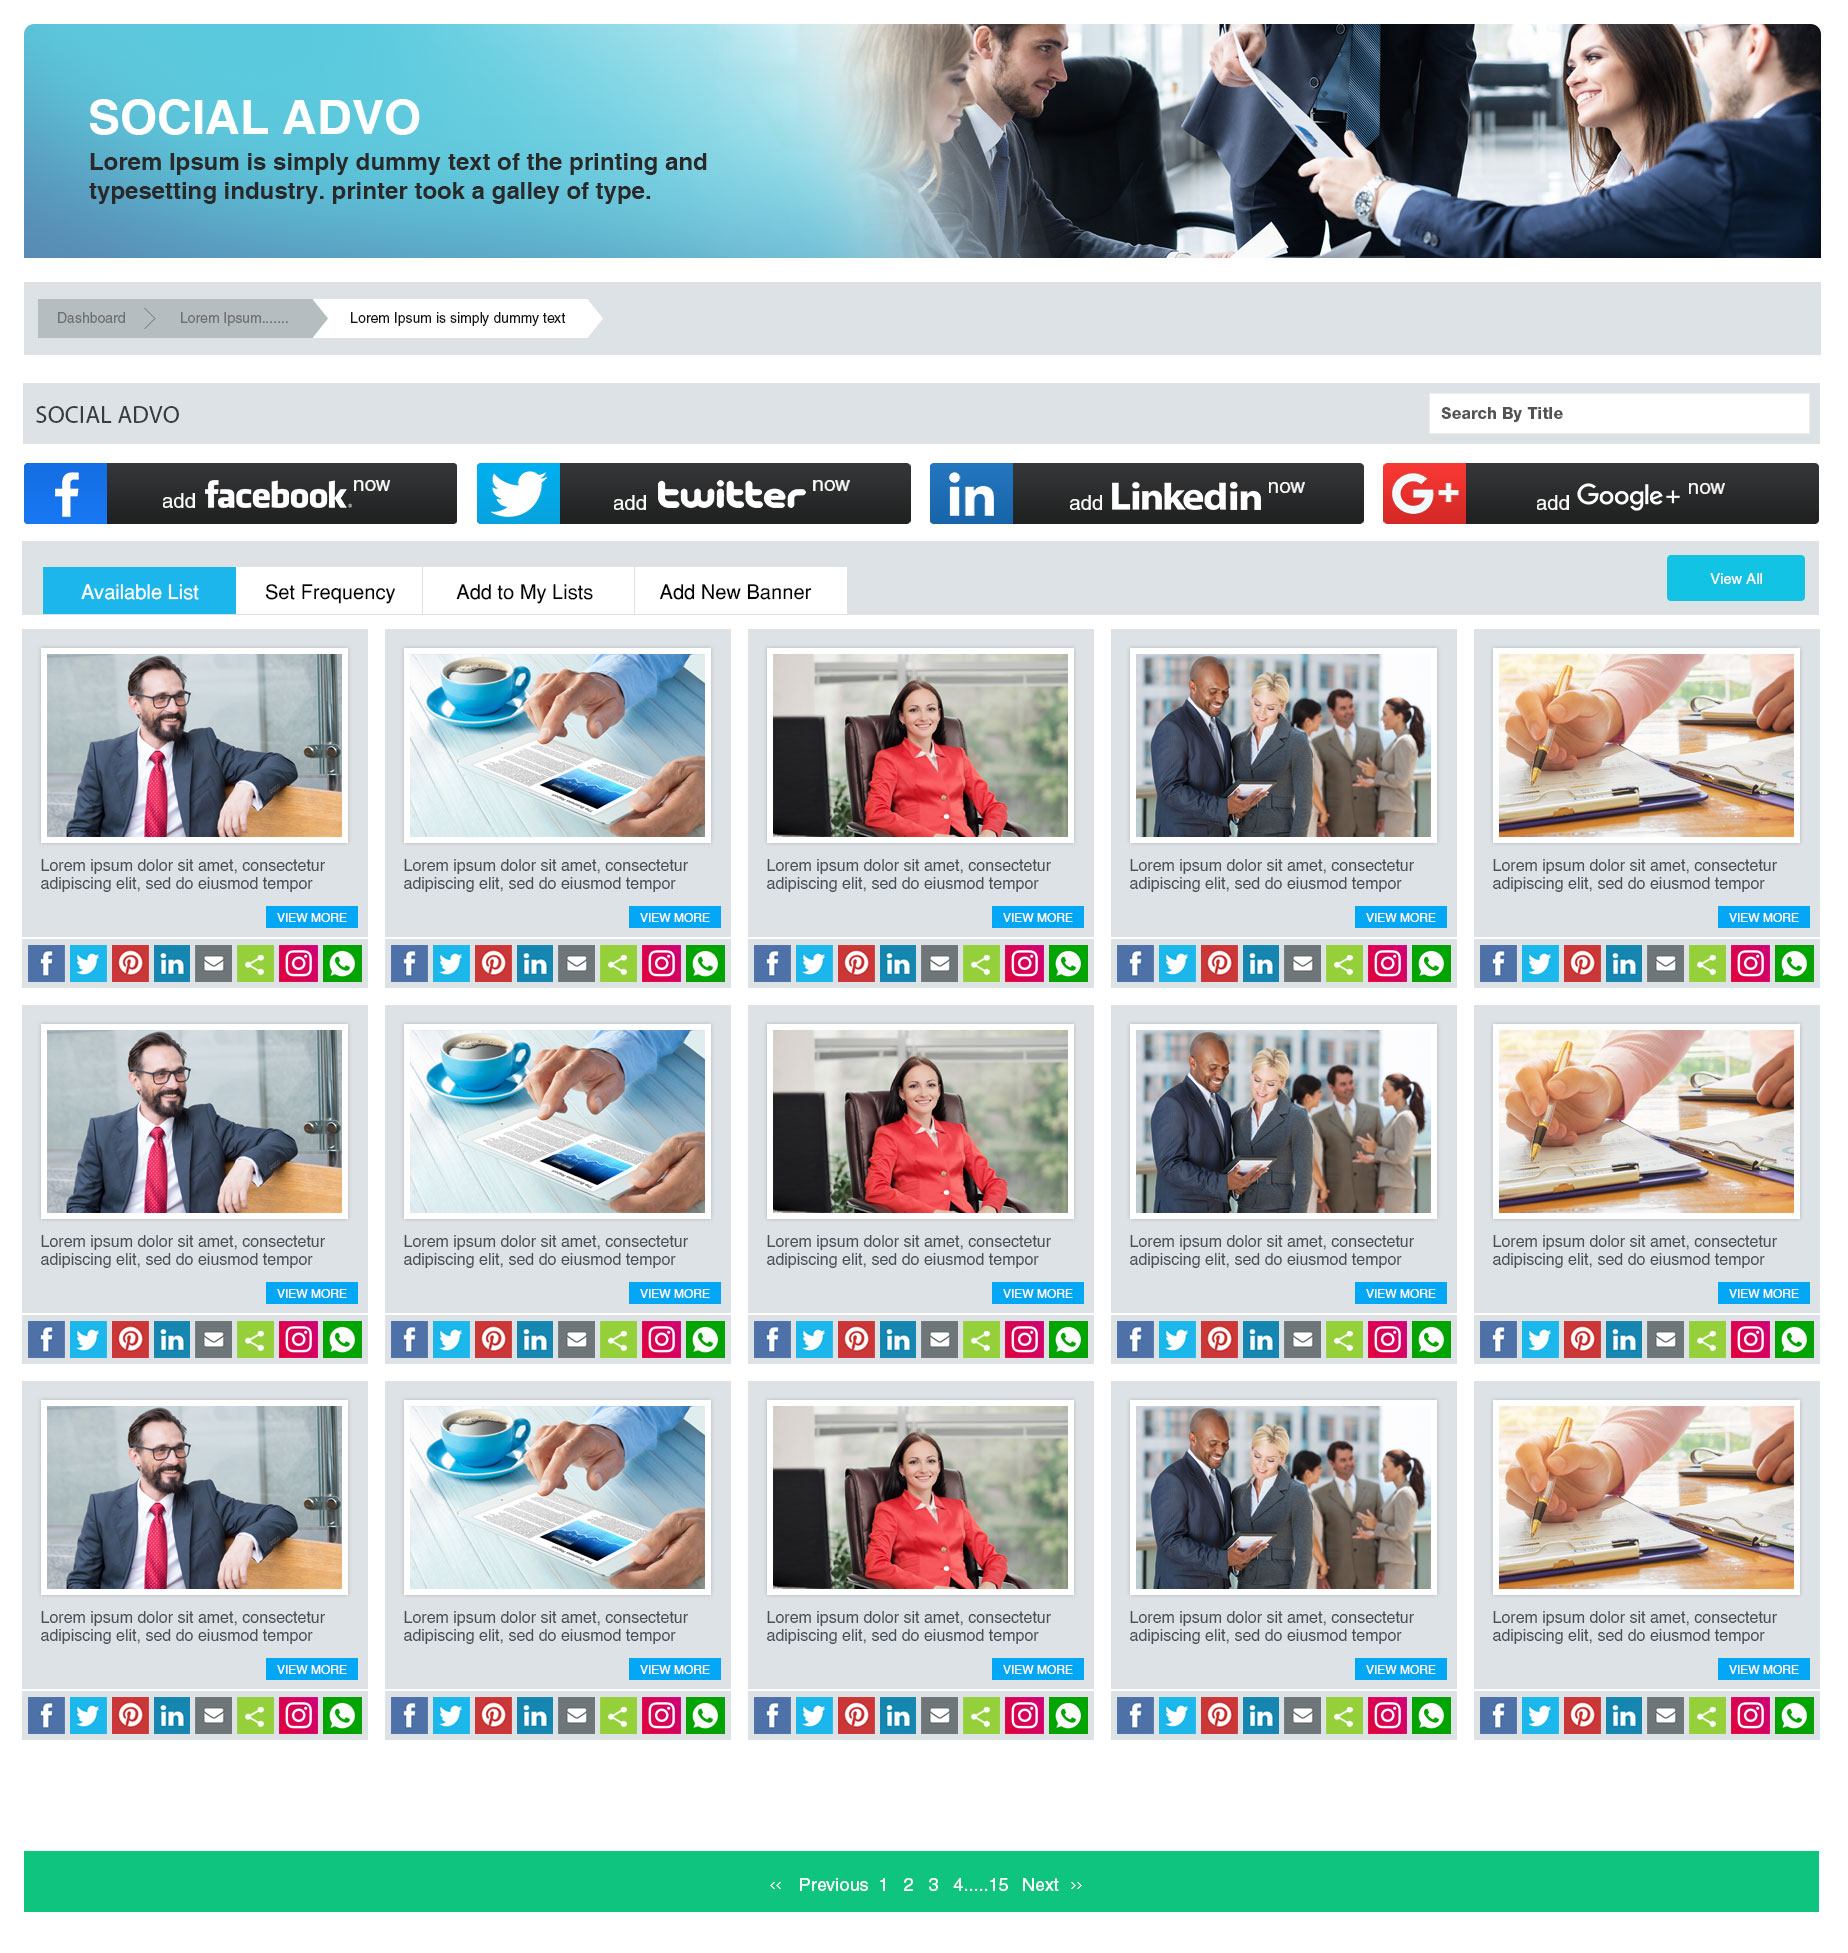 SOCIAL ADVO
Lorem Ipsum is simply dummy text of the printing and
typesetting industry. printer took a galley of type.
Dashboard
Lorem Ipsum.......
Lorem Ipsum is simply dummy text
SOCIAL ADVO
Search By Title
add facebook. now
add twitter now
in add Linkedin now
G+ add Google+ now
Available List
Set Frequency
Add to My Lists
Add New Banner
View All
Lorem ipsum dolor sit amet, consectetur
adipiscing elit, sed do eiusmod tempor
VIEW MORE
Lorem ipsum dolor sit amet, consectetur
adipiscing elit, sed do eiusmod tempor
VIEW MORE
Lorem ipsum dolor sit amet, consectetur
adipiscing elit, sed do eiusmod tempor
VIEW MORE
Lorem ipsum dolor sit amet, consectetur
adipiscing elit, sed do eiusmod tempor
VIEW MORE
Lorem ipsum dolor sit amet, consectetur
adipiscing elit, sed do eiusmod tempor
VIEW MORE
Lorem ipsum dolor sit amet, consectetur
adipiscing elit, sed do eiusmod tempor
VIEW MORE
Lorem ipsum dolor sit amet, consectetur
adipiscing elit, sed do eiusmod tempor
VIEW MORE
Lorem ipsum dolor sit amet, consectetur
adipiscing elit, sed do eiusmod tempor
VIEW MORE
Lorem ipsum dolor sit amet, consectetur
adipiscing elit, sed do eiusmod tempor
VIEW MORE
Lorem ipsum dolor sit amet, consectetur
adipiscing elit, sed do eiusmod tempor
VIEW MORE
Lorem ipsum dolor sit amet, consectetur
adipiscing elit, sed do eiusmod tempor
VIEW MORE
Lorem ipsum dolor sit amet, consectetur
adipiscing elit, sed do eiusmod tempor
VIEW MORE
Lorem ipsum dolor sit amet, consectetur
adipiscing elit, sed do eiusmod tempor
VIEW MORE
Lorem ipsum dolor sit amet, consectetur
adipiscing elit, sed do eiusmod tempor
VIEW MORE
Lorem ipsum dolor sit amet, consectetur
adipiscing elit, sed do eiusmod tempor
VIEW MORE
‹‹ Previous 1 2 3 4.....15 Next ››